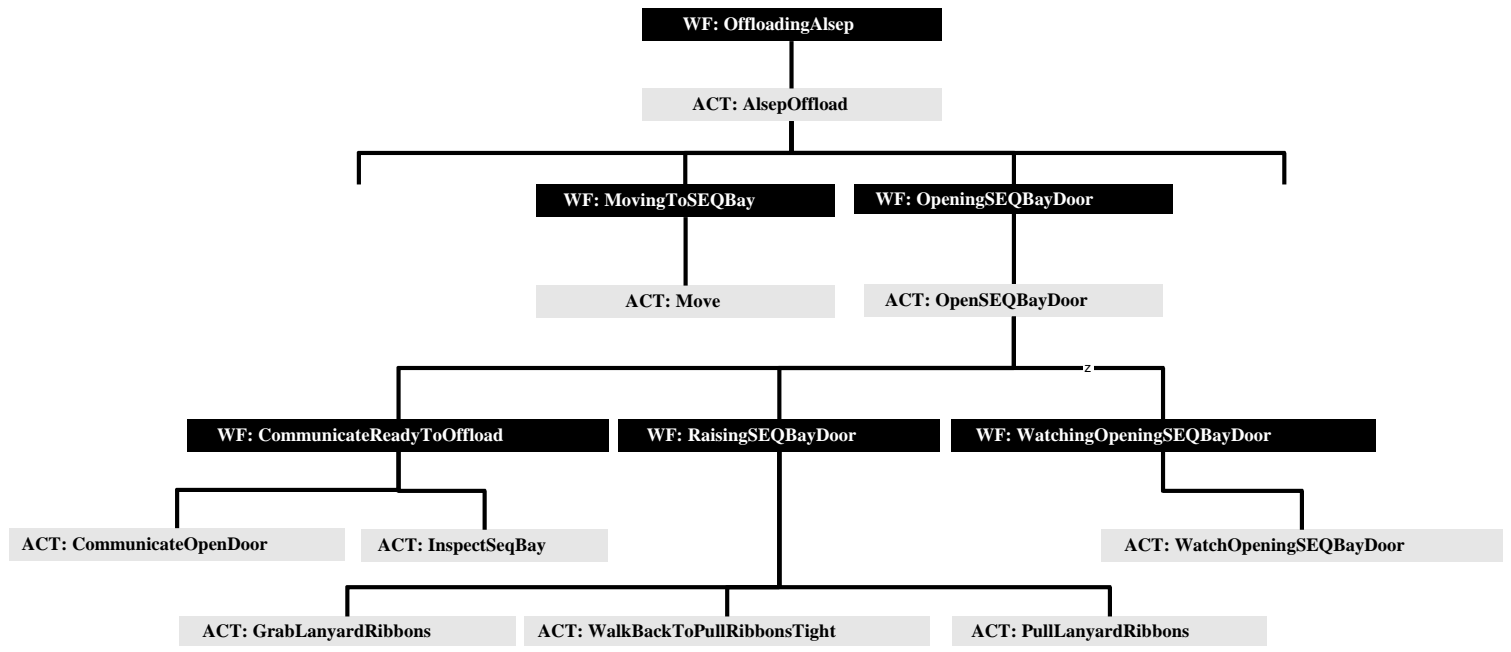 WF: OffloadingAlsep
ACT: AlsepOffload
WF: MovingToSEQBay
WF: OpeningSEQBayDoor
ACT: Move
ACT: OpenSEQBayDoor
z
WF: CommunicateReadyToOffload
WF: RaisingSEQBayDoor
WF: WatchingOpeningSEQBayDoor
ACT: CommunicateOpenDoor
ACT: InspectSeqBay
ACT: WatchOpeningSEQBayDoor
ACT: GrabLanyardRibbons
ACT: WalkBackToPullRibbonsTight
ACT: PullLanyardRibbons